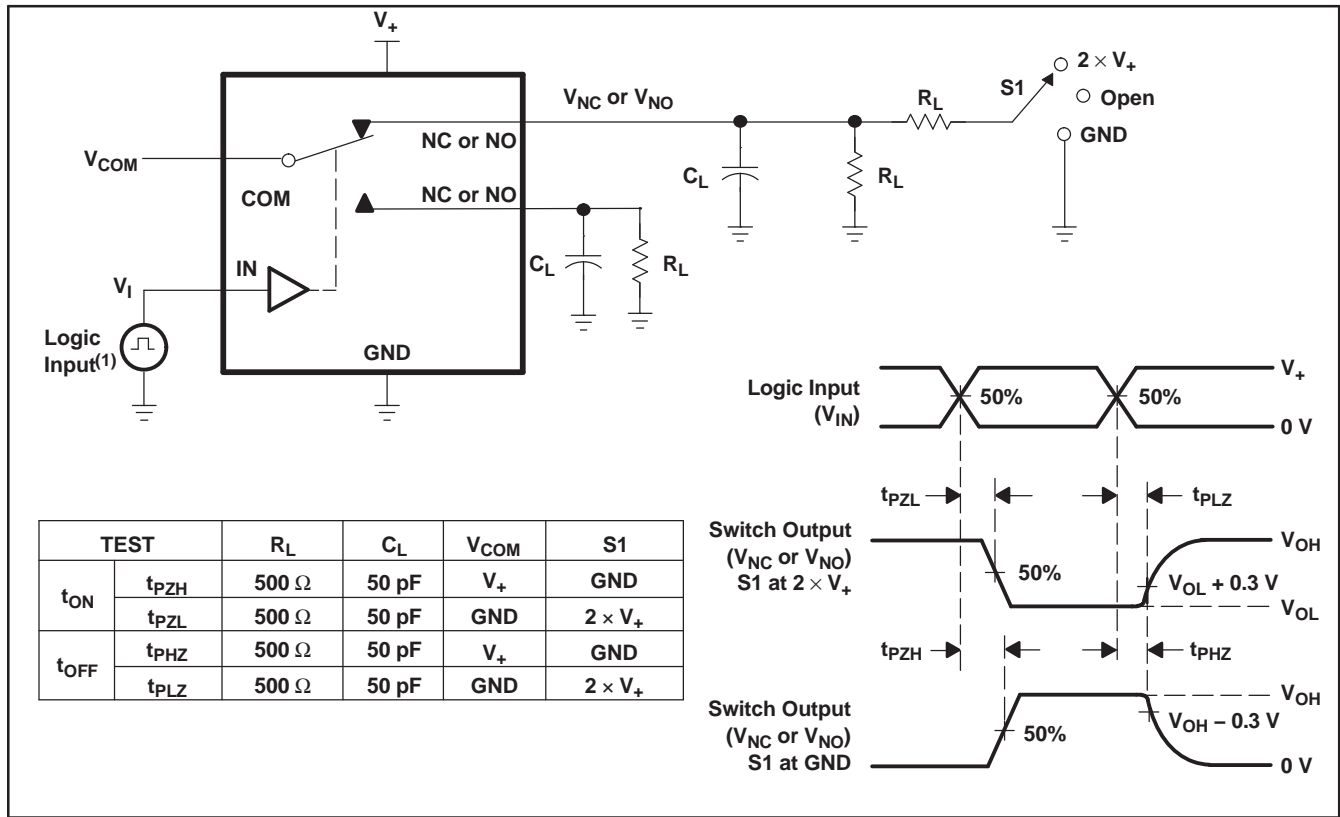 V+
2 × V+
S1
Open
GND
VNC or VNO
RL
NC or NO
VCOM
COM
CL
RL
NC or NO
CL
RL
IN
VI
Logic
Input(1)
GND
Logic Input
(VIN)
50%
50%
V+
0 V
tPZL
tPLZ
Switch Output
(VNC or VNO)
S1 at 2 × V+
50%
VOH
VOL + 0.3 V
VOL
tPZH
tPHZ
Switch Output
(VNC or VNO)
S1 at GND
50%
VOH
VOH – 0.3 V
0 V
TEST RL CL VCOM S1
tON tPZH 500 Ω 50 pF V+ GND
tPZL 500 Ω 50 pF GND 2 × V+
tOFF tPHZ 500 Ω 50 pF V+ GND
tPLZ 500 Ω 50 pF GND 2 × V+